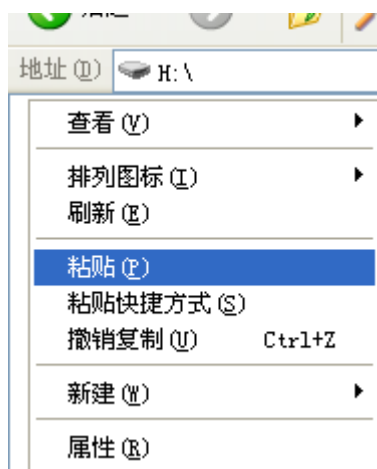 地址(D) H:\
查看(V)
排列图标(I)
刷新(E)
粘贴(P)
粘贴快捷方式(S)
撤销复制(U) Ctrl+Z
新建(W)
属性(R)